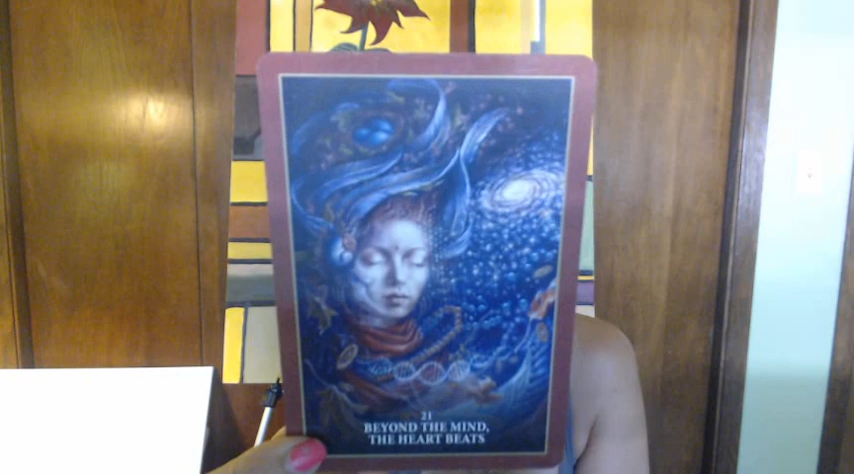 21
BEYOND THE MIND,
THE HEART BEATS